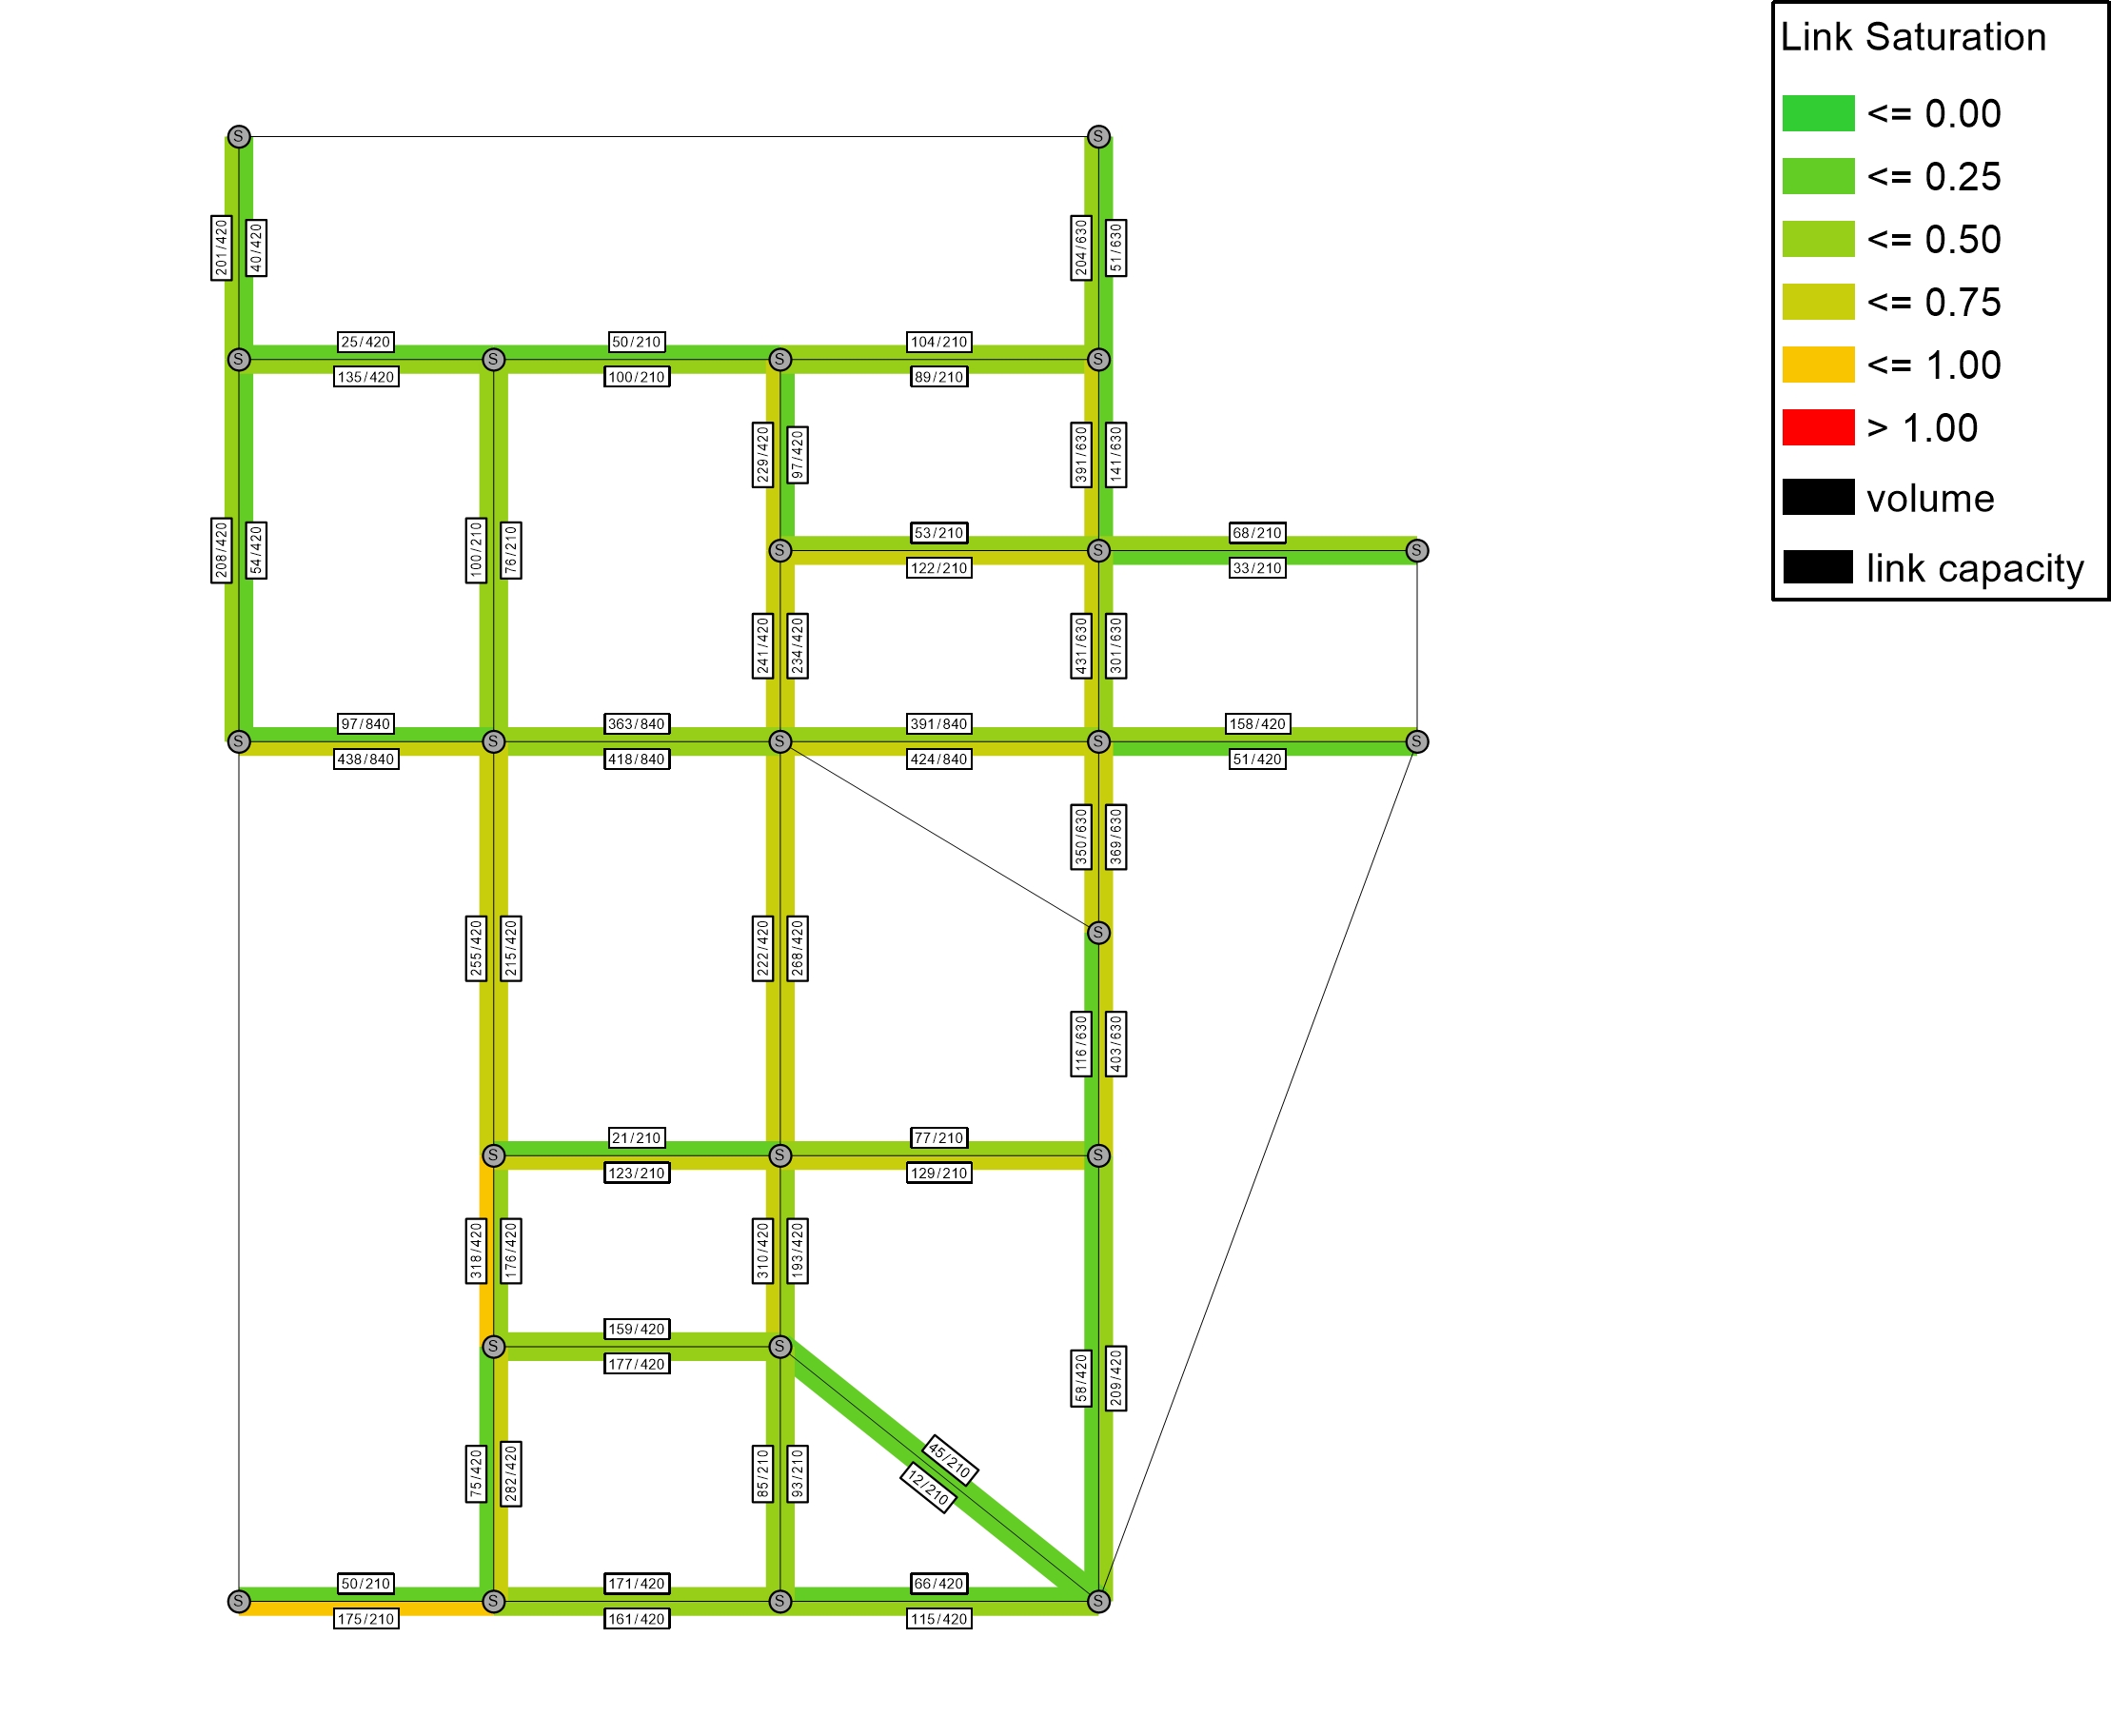 Link Saturation
<= 0.00
<= 0.25
<= 0.50
<= 0.75
<= 1.00
> 1.00
volume
link capacity
S
S
201/420
40/420
204/630
51/630
25/420
50/210
104/210
S
S
S
S
135/420
100/210
89/210
229/420
97/420
391/630
141/630
208/420
54/420
100/210
76/210
53/210
68/210
S
S
S
122/210
33/210
241/420
234/420
431/630
301/630
97/840
363/840
391/840
158/420
S
S
S
S
S
438/840
418/840
424/840
51/420
350/630
369/630
S
255/420
215/420
222/420
268/420
116/630
403/630
21/210
77/210
S
S
S
123/210
129/210
318/420
176/420
310/420
193/420
159/420
S
S
177/420
58/420
209/420
75/420
282/420
85/210
93/210
45/210
12/210
50/210
171/420
66/420
S
S
S
S
175/210
161/420
115/420